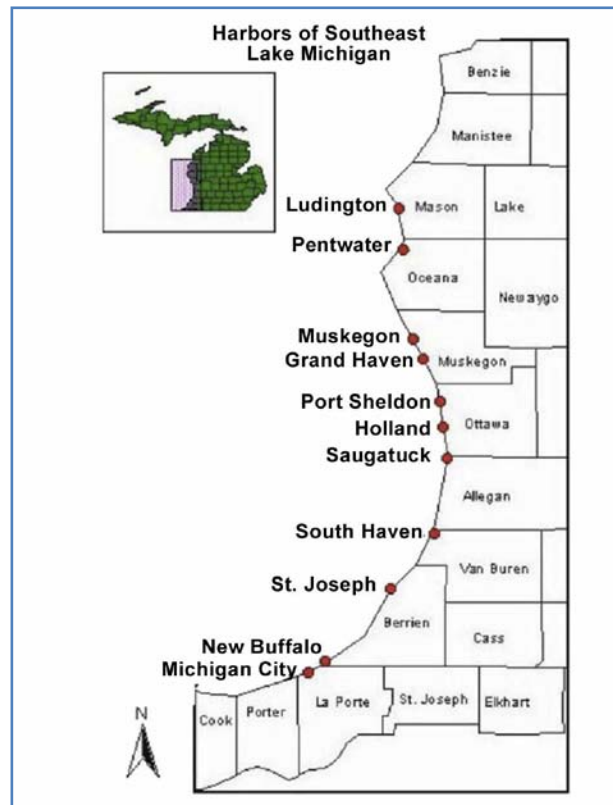 Harbors of Southeast
Lake Michigan
Benzie
Manistee
Ludington
Mason
Lake
Pentwater
Oceana
Newaygo
Muskegon
Grand Haven
Muskegon
Port Sheldon
Holland
Ottawa
Saugatuck
Allegan
South Haven
Van Buren
St. Joseph
Berrien
Cass
New Buffalo
Michigan City
La Porte
St. Joseph
Elkhart
Porter
Cook
N